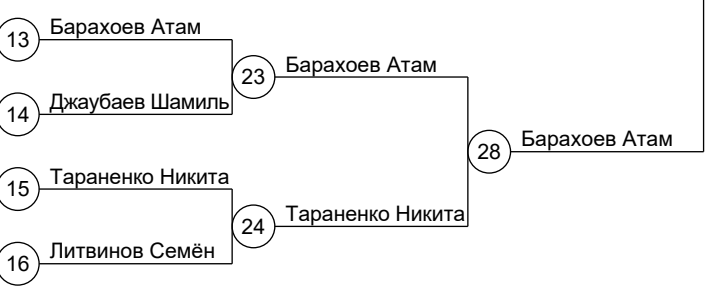 13 Барахоев Атам
23 Барахоев Атам
14 Джаубаев Шамиль
28 Барахоев Атам
15 Тараненко Никита
24 Тараненко Никита
16 Литвинов Семён